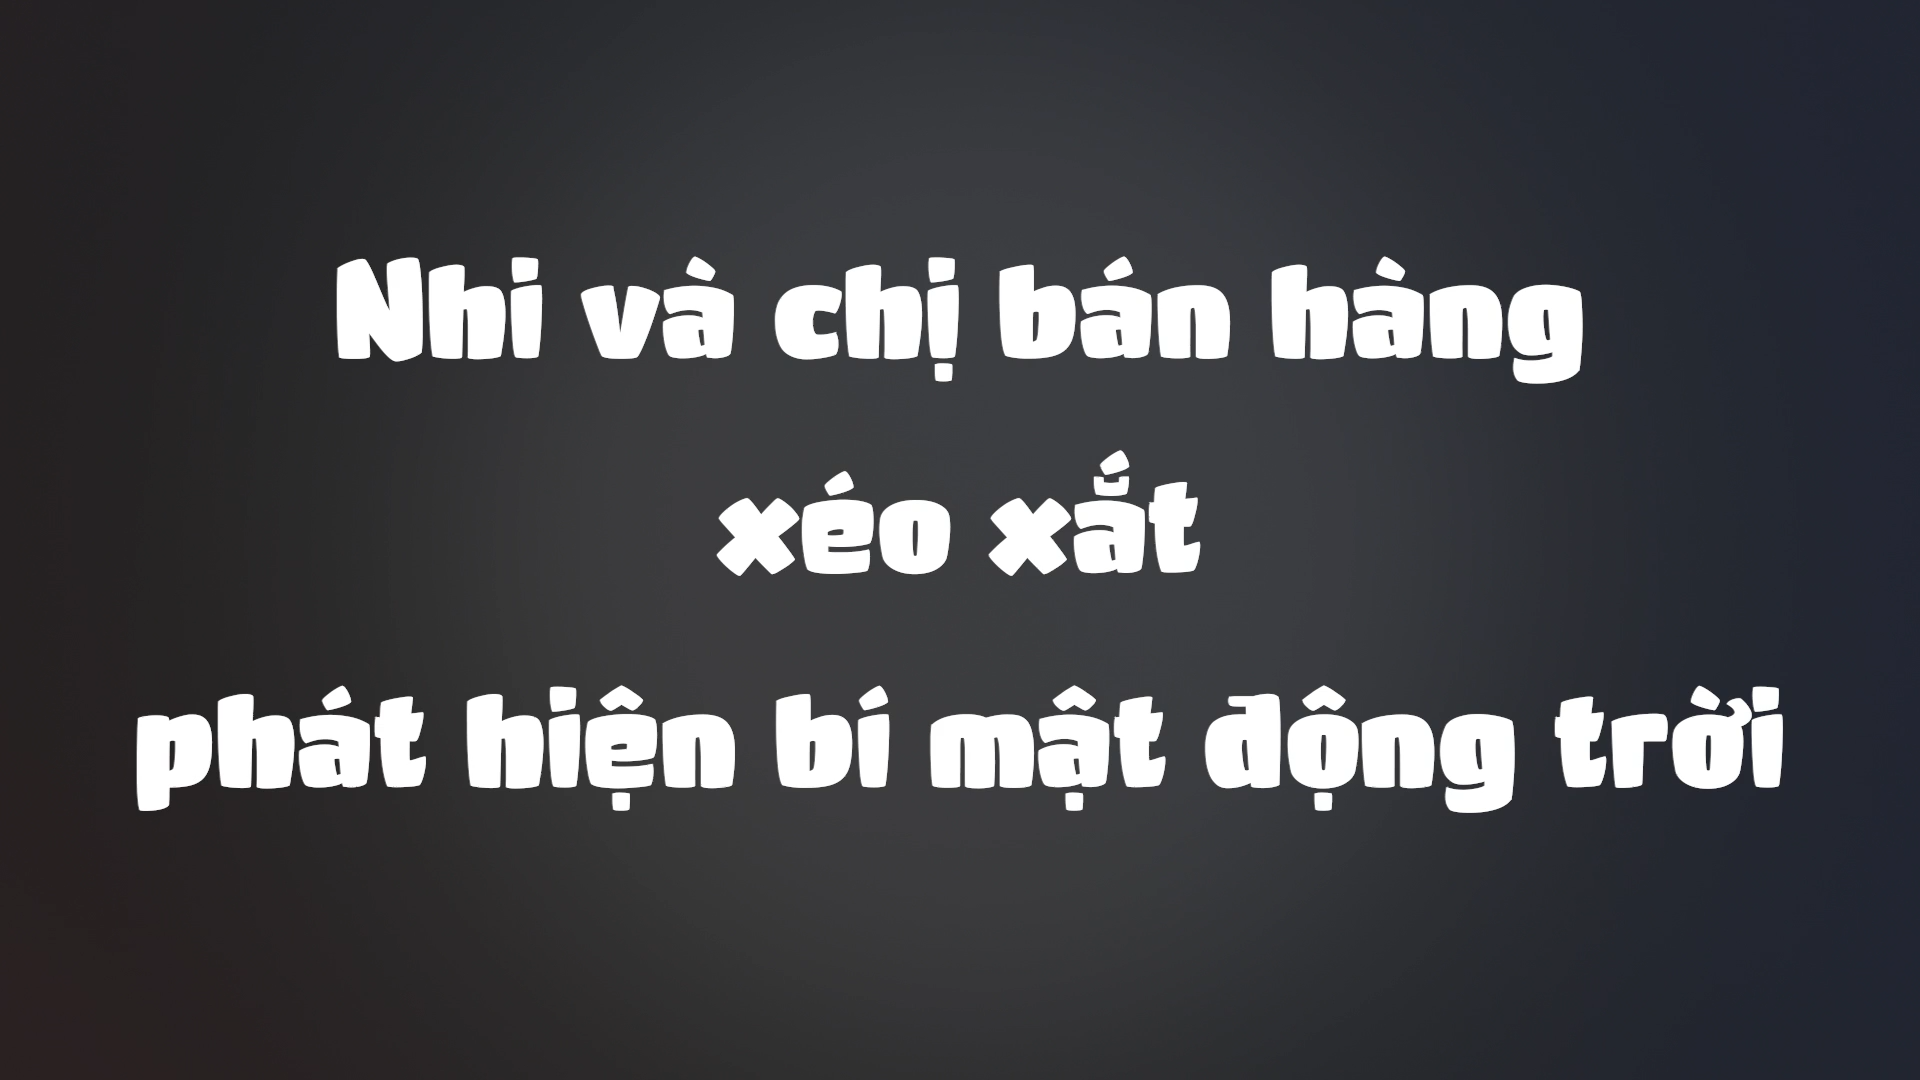 Nhi và chị bán hàng
xéo xắt
phát hiện bí mật động trời